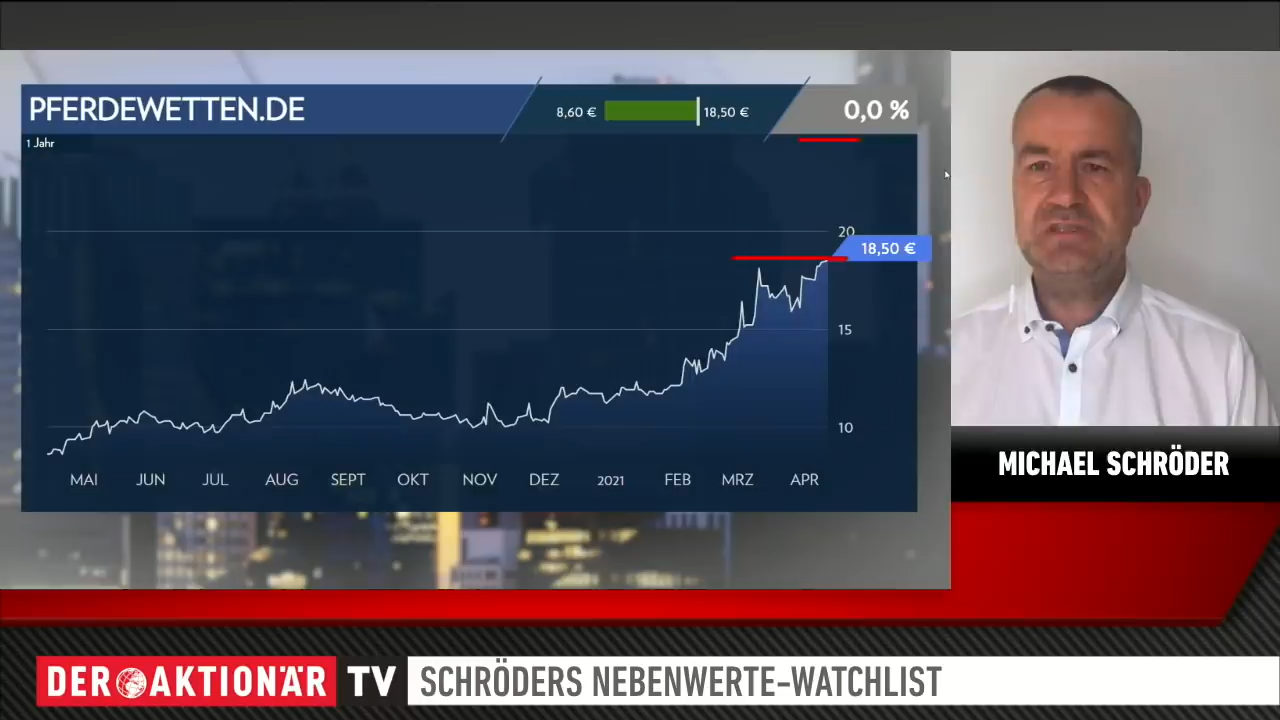 PFERDEWETTEN.DE
8,60 €
18,50 €
0,0 %
1 Jahr
20
18,50 €
15
10
MAI JUN JUL AUG SEPT OKT NOV DEZ 2021 FEB MRZ APR
MICHAEL SCHRÖDER
DER AKTIONÄR TV
SCHRÖDERS NEBENWERTE-WATCHLIST